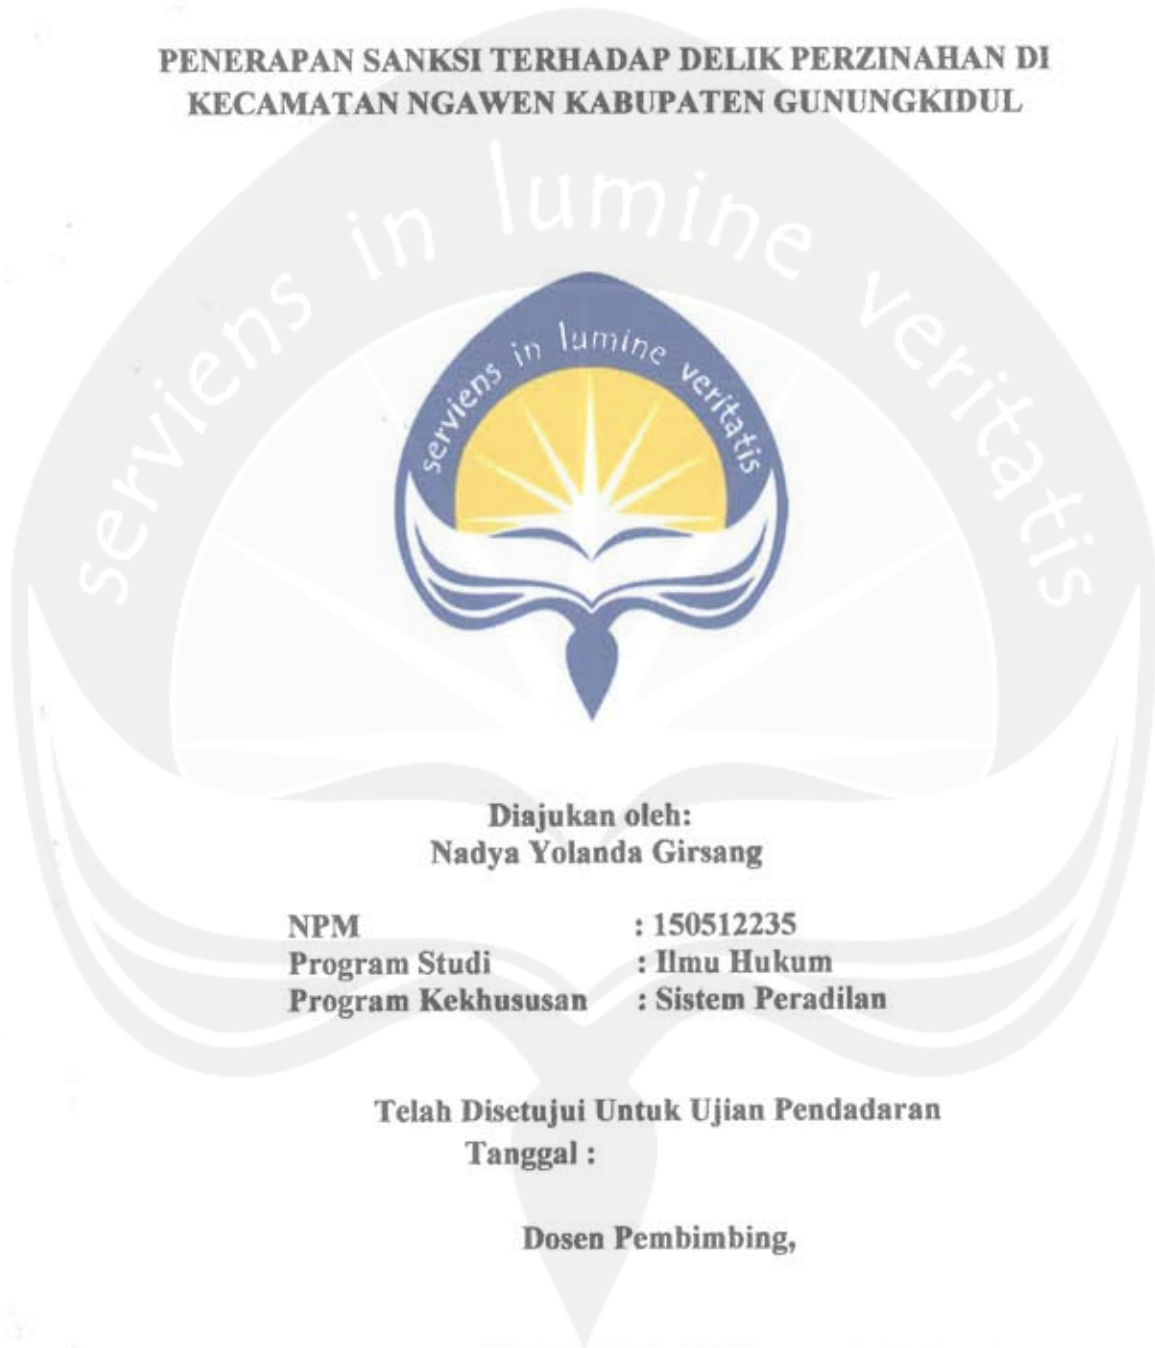 PENERAPAN SANKSI TERHADAP DELIK PERZINAHAN DI
KECAMATAN NGAWEN KABUPATEN GUNUNGKIDUL
serviens in lumine veritatis
serviens in lumine veritatis
Diajukan oleh:
Nadya Yolanda Girsang
NPM : 150512235
Program Studi : Ilmu Hukum
Program Kekhususan : Sistem Peradilan
Telah Disetujui Untuk Ujian Pendadaran
Tanggal :
Dosen Pembimbing,